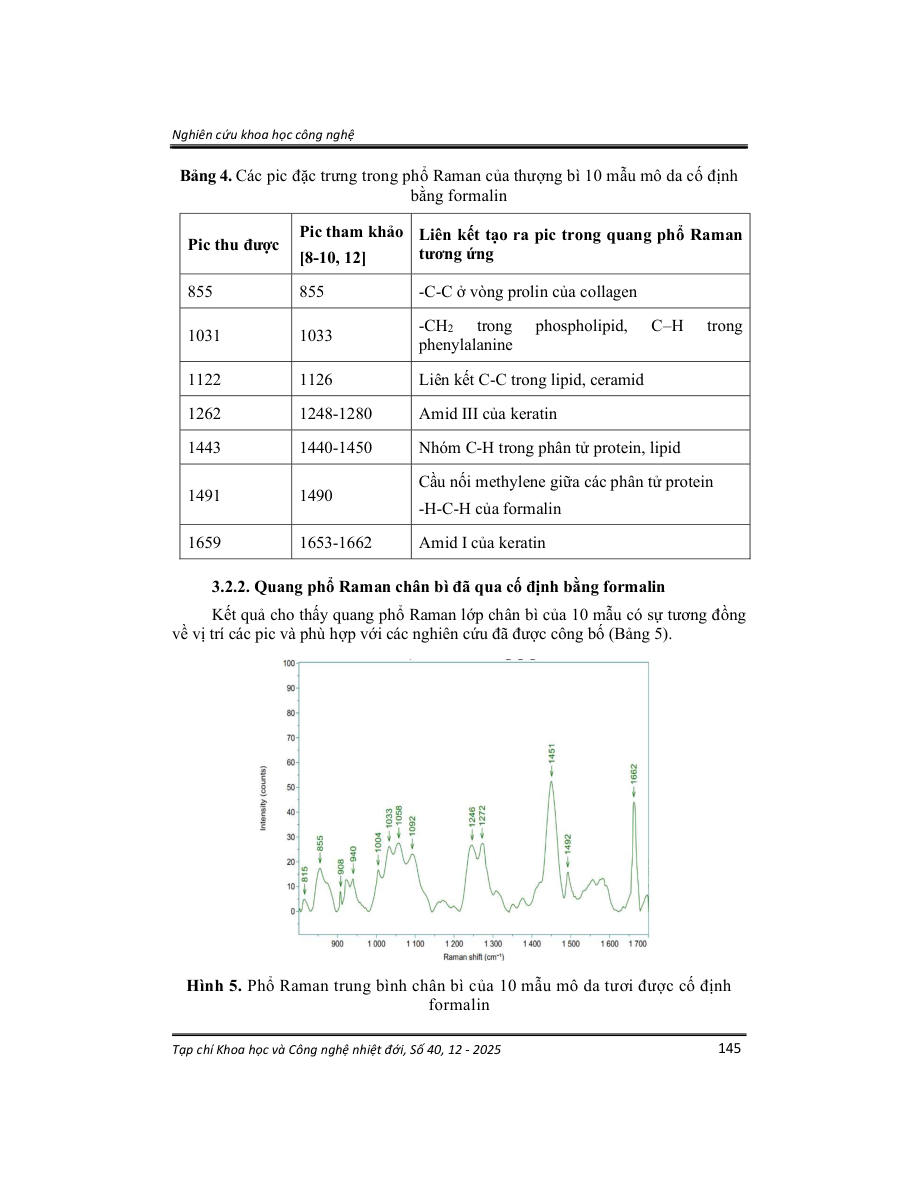 Nghiên cứu khoa học công nghệ
Bảng 4. Các pic đặc trưng trong phổ Raman của thượng bì 10 mẫu mô da cố định
bằng formalin
Pic thu được
Pic tham khảo
[8-10, 12]
Liên kết tạo ra pic trong quang phổ Raman
tương ứng
855
855
-C-C ở vòng prolin của collagen
1031
1033
-CH2 trong phospholipid, C–H trong
phenylalanine
1122
1126
Liên kết C-C trong lipid, ceramid
1262
1248-1280
Amid III của keratin
1443
1440-1450
Nhóm C-H trong phân tử protein, lipid
1491
1490
Cầu nối methylene giữa các phân tử protein
-H-C-H của formalin
1659
1653-1662
Amid I của keratin
3.2.2. Quang phổ Raman chân bì đã qua cố định bằng formalin
Kết quả cho thấy quang phổ Raman lớp chân bì của 10 mẫu có sự tương đồng
về vị trí các pic và phù hợp với các nghiên cứu đã được công bố (Bảng 5).
100
90
80
70
60
50
40
30
20
10
0
Intensity (counts)
815
855
908
940
1004
1033
1058
1092
1246
1272
1451
1492
1662
900
1 000
1 100
1 200
1 300
1 400
1 500
1 600
1 700
Raman shift (cm⁻¹)
Hình 5. Phổ Raman trung bình chân bì của 10 mẫu mô da tươi được cố định
formalin
Tạp chí Khoa học và Công nghệ nhiệt đới, Số 40, 12 - 2025
145